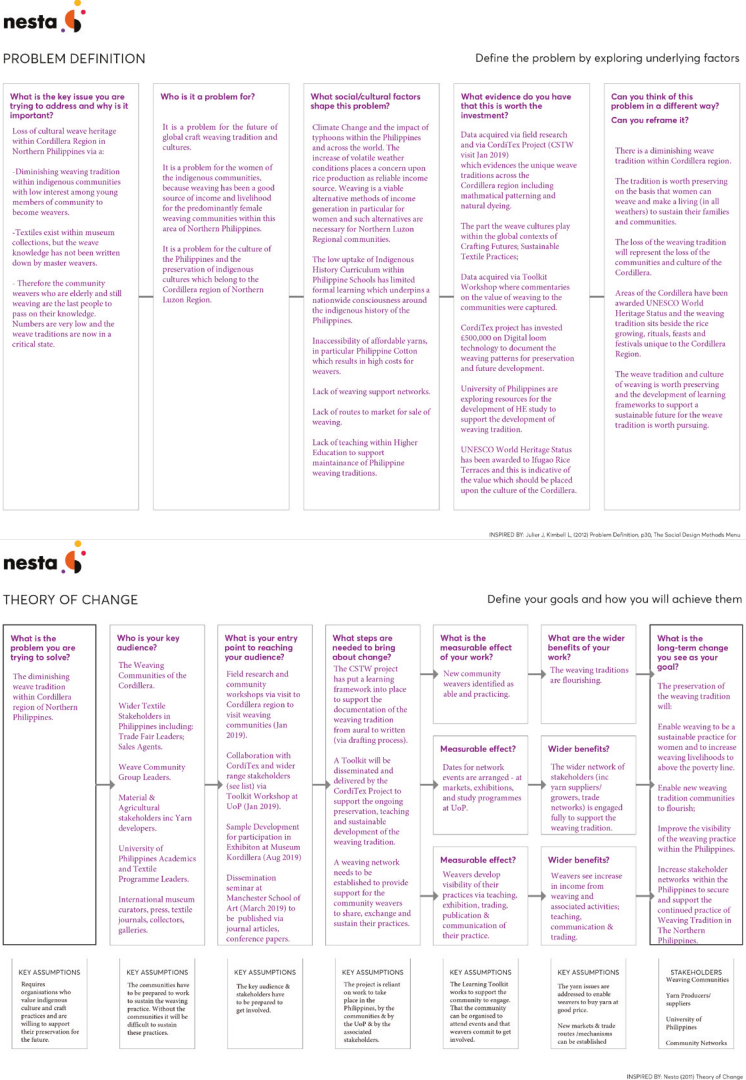 nesta
PROBLEM DEFINITION
Define the problem by exploring underlying factors
What is the key issue you are
trying to address and why is it
important?
Loss of cultural weave heritage
within Cordillera Region in
Northern Philippines via a:
-Diminishing weaving tradition
within indigenous communities
with low interest among young
members of community to
become weavers.
-Textiles exist within museum
collections, but the weave
knowledge has not been written
down by master weavers.
- Therefore the community
weavers who are elderly and still
weaving are the last people to
pass on their knowledge.
Numbers are very low and the
weave traditions are now in a
critical state.
Who is it a problem for?
It is a problem for the future of
global craft weaving tradition and
cultures.
It is a problem for the women of
the indigenous communities,
because weaving has been a good
source of income and livelihood
for the predominantly female
weaving communities within this
area of Northern Philippines.
It is a problem for the culture of
the Philippines and the
preservation of indigenous
cultures which belong to the
Cordillera region of Northern
Luzon Region.
What social/cultural factors
shape this problem?
Climate Change and the impact of
typhoons within the Philippines
and across the world. The
increase of volatile weather
conditions places a concern upon
rice production as reliable income
source. Weaving is a viable
alternative methods of income
generation in particular for
women and such alternatives are
necessary for Northern Luzon
Regional communities.
The low uptake of Indigenous
History Curriculum within
Philippine Schools has limited
formal learning which underpins a
nationwide consciousness around
the indigenous history of the
Philippines.
Inaccessibility of affordable yarns,
in particular Philippine Cotton
which results in high costs for
weavers.
Lack of weaving support networks.
Lack of routes to market for sale of
weaving.
Lack of teaching within Higher
Education to support
maintainance of Philippine
weaving traditions.
What evidence do you have
that this is worth the
investment?
Data acquired via field research
and via CordiTex Project (CSTW
visit Jan 2019)
which evidences the unique weave
traditions across the
Cordillera region including
mathmatical patterning and
natural dyeing.
The part the weave cultures play
within the global contexts of
Crafting Futures; Sustainable
Textile Practices;
Data acquired via Toolkit
Workshop where commentaries
on the value of weaving to the
communities were captured.
CordiTex project has invested
£500,000 on Digital loom
technology to document the
weaving patterns for preservation
and future development.
University of Philippines are
exploring resources for the
development of HE study to
support the development of
weaving tradition.
UNESCO World Heritage Status
has been awarded to Ifugao Rice
Terraces and this is indicative of
the value which should be placed
upon the culture of the Cordillera.
Can you think of this
problem in a different way?
Can you reframe it?
There is a diminishing weave
tradition within Cordillera region.
The tradition is worth preserving
on the basis that women can
weave and make a living (in all
weathers) to sustain their families
and communities.
The loss of the weaving tradition
will represent the loss of the
communities and culture of the
Cordillera.
Areas of the Cordillera have been
awarded UNESCO World
Heritage Status and the weaving
tradition sits beside the rice
growing, rituals, feasts and
festivals unique to the Cordillera
Region.
The weave tradition and culture
of weaving is worth preserving
and the development of learning
frameworks to support a
sustainable future for the weave
tradition is worth pursuing.
INSPIRED BY: Julier J, Kimbell L, (2012) Problem Definition, p30, The Social Design Methods Menu
nesta
THEORY OF CHANGE
Define your goals and how you will achieve them
What is the
problem you are
trying to solve?
The diminishing
weave tradition
within Cordillera
region of Northern
Philippines.
Who is your key
audience?
The Weaving
Communities of the
Cordillera.
Wider Textile
Stakeholders in
Philippines including:
Trade Fair Leaders;
Sales Agents.
Weave Community
Group Leaders.
Material &
Agricultural
stakeholders inc Yarn
developers.
University of
Philippines Academics
and Textile
Programme Leaders.
International museum
curators, press, textile
journals, collectors,
galleries.
What is your entry
point to reaching
your audience?
Field research and
community
workshops via visit to
Cordillera region to
visit weaving
communities (Jan
2019).
Collaboration with
CordiTex and wider
range stakeholders
(see list) via
Toolkit Workshop at
UoP (Jan 2019).
Sample Development
for participation in
Exhibiton at Museum
Kordillera (Aug 2019)
Dissemination
seminar at
Manchester School of
Art (March 2019) to
be published via
journal articles,
conference papers.
What steps are
needed to bring
about change?
The CSTW project
has put a learning
framework into place
to support the
documentation of the
weaving tradition
from aural to written
(via drafting process).
A Toolkit will be
disseminated and
delivered by the
CordiTex Project to
support the ongoing
preservation, teaching
and sustainable
development of the
weaving tradition.
A weaving network
needs to be
established to provide
support for the
community weavers
to share, exchange and
sustain their practices.
What is the
measurable effect
of your work?
New community
weavers identified as
able and practicing.
Measurable effect?
Dates for network
events are arranged - at
markets, exhibitions,
and study programmes
at UoP.
Measurable effect?
Weavers develop
visibility of their
practices via teaching,
exhibition, trading,
publication &
communication of
their practice.
What are the wider
benefits of your
work?
The weaving traditions
are flourishing.
Wider benefits?
The wider network of
stakeholders (inc
yarn suppliers/
growers, trade
networks) is engaged
fully to support the
weaving tradition.
Wider benefits?
Weavers see increase
in income from
weaving and
associated activities;
teaching,
communication &
trading.
What is the
long-term change
you see as your
goal?
The preservation of
the weaving tradition
will:
Enable weaving to be a
sustainable practice for
women and to increase
weaving livelihoods to
above the poverty line.
Enable new weaving
tradition communities
to flourish;
Improve the visibility
of the weaving practice
within the Philippines.
Increase stakeholder
networks within the
Philippines to secure
and support the
continued practice of
Weaving Tradition in
The Northern
Philippines.
KEY ASSUMPTIONS
Requires
organisations who
value indigenous
culture and craft
practices and are
willing to support
their preservation for
the future.
KEY ASSUMPTIONS
The communities have
to be prepared to work
to sustain the weaving
practice. Without the
communities it will be
difficult to sustain
these practices.
KEY ASSUMPTIONS
The key audience &
stakeholders have
to be prepared to
get involved.
KEY ASSUMPTIONS
The project is reliant
on work to take
place in the
Philippines, by the
communities & by
the UoP & by the
associated
stakeholders.
KEY ASSUMPTIONS
The Learning Toolkit
works to support the
community to engage.
That the community
can be organised to
attend events and that
weavers commit to get
involved.
KEY ASSUMPTIONS
The yarn issues see
addressed to enable
weavers to buy yarn at
good price.
New markets & trade
routes /mechanisms
can be established
STAKEHOLDERS
Weaving Communities
Yarn Producers/
suppliers
University of
Philippines
Community Networks
INSPIRED BY: Nesta (2011) Theory of Change